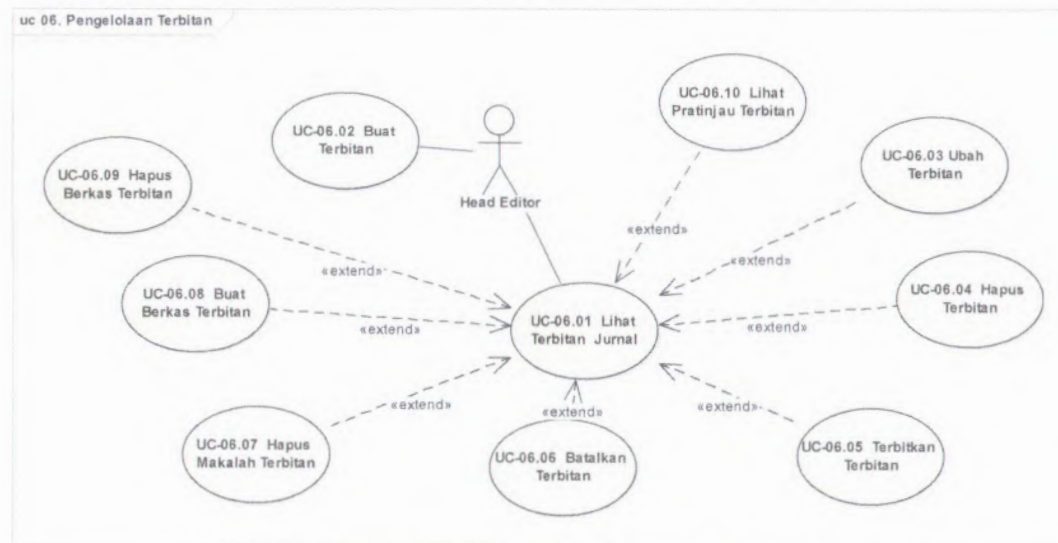 uc 06. Pengelolaan Terbitan
UC-06.10 Lihat
Pratinjau Terbitan
UC-06.02 Buat
Terbitan
UC-06.03 Ubah
Terbitan
UC-06.09 Hapus
Berkas Terbitan
Head Editor
«extend»
«extend»
«extend»
UC-06.08 Buat
Berkas Terbitan
UC-06.04 Hapus
Terbitan
UC-06.01 Lihat
Terbitan Jurnal
«extend»
«extend»
«extend»
«extend»
«extend»
UC-06.07 Hapus
Makalah Terbitan
UC-06.06 Batalkan
Terbitan
UC-06.05 Terbitkan
Terbitan